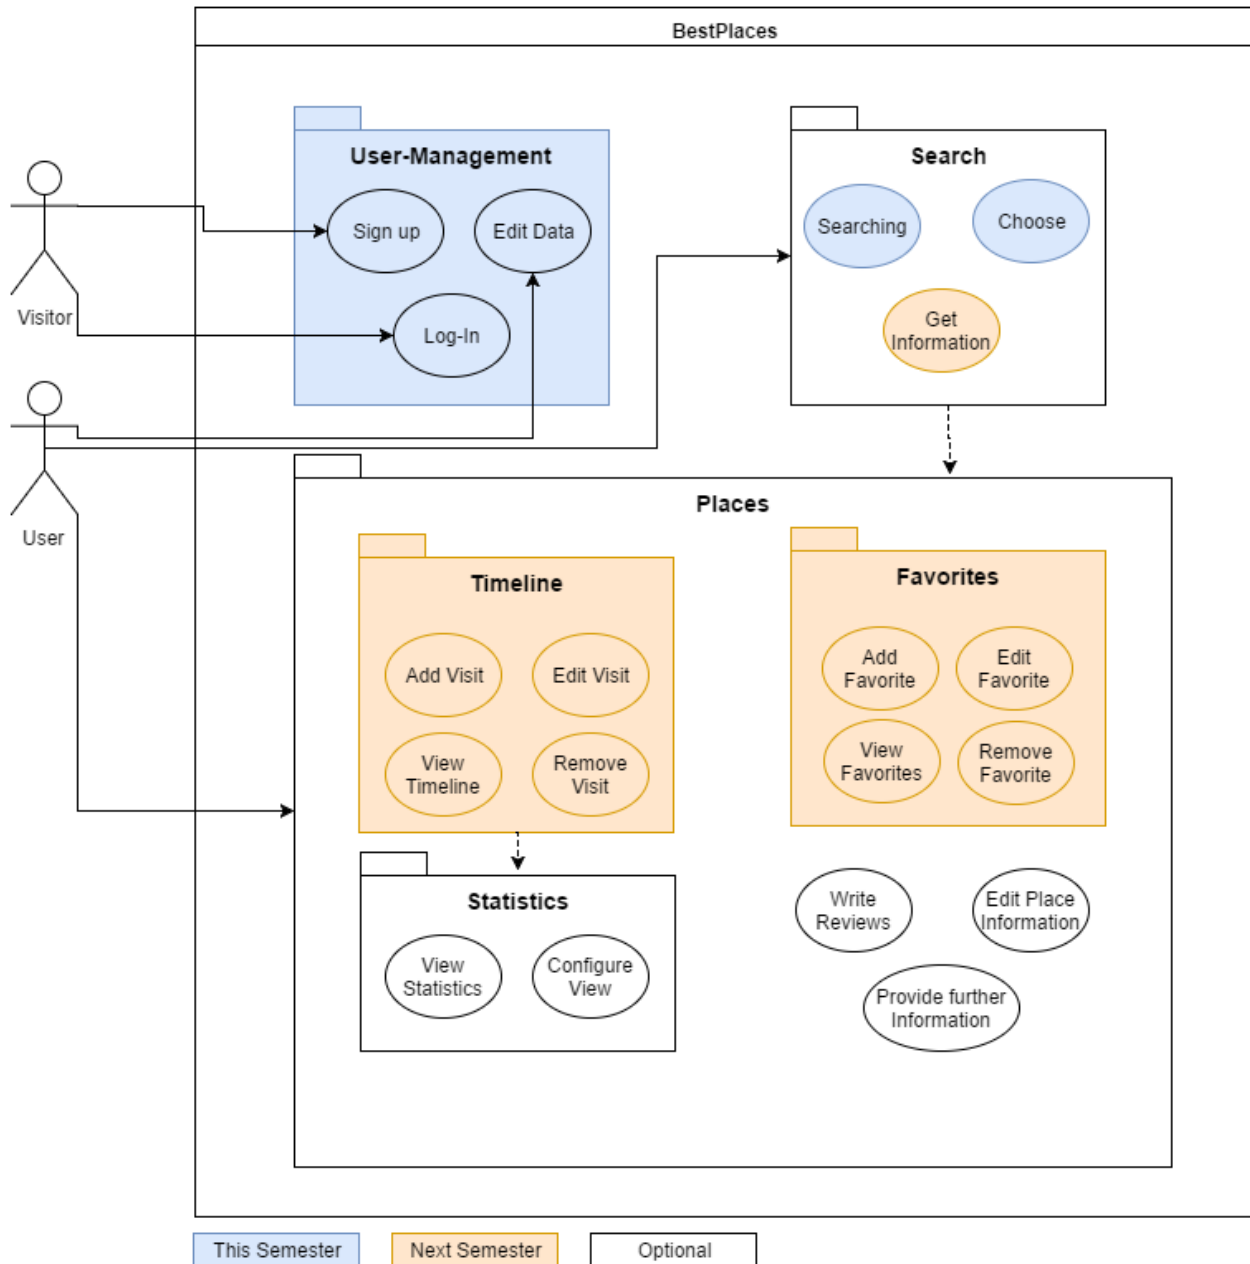 BestPlaces
User-Management
Sign up
Edit Data
Log-In
Search
Searching
Choose
Get
Information
Visitor
User
Places
Timeline
Add Visit
Edit Visit
View
Timeline
Remove
Visit
Favorites
Add
Favorite
Edit
Favorite
View
Favorites
Remove
Favorite
Statistics
View
Statistics
Configure
View
Write
Reviews
Edit Place
Information
Provide further
Information
This Semester
Next Semester
Optional